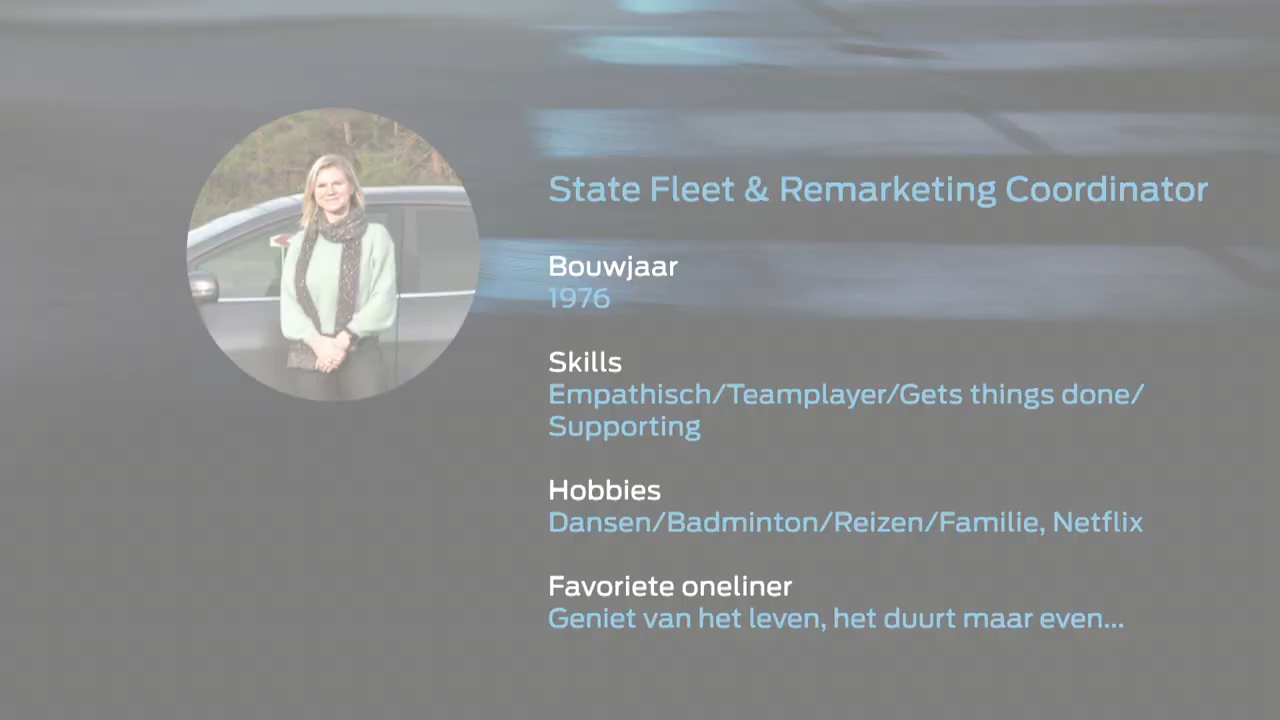 State Fleet & Remarketing Coordinator
Bouwjaar
1976
Skills
Empathisch/Teamplayer/Gets things done/
Supporting
Hobbies
Dansen/Badminton/Reizen/Familie, Netflix
Favoriete oneliner
Geniet van het leven, het duurt maar even...